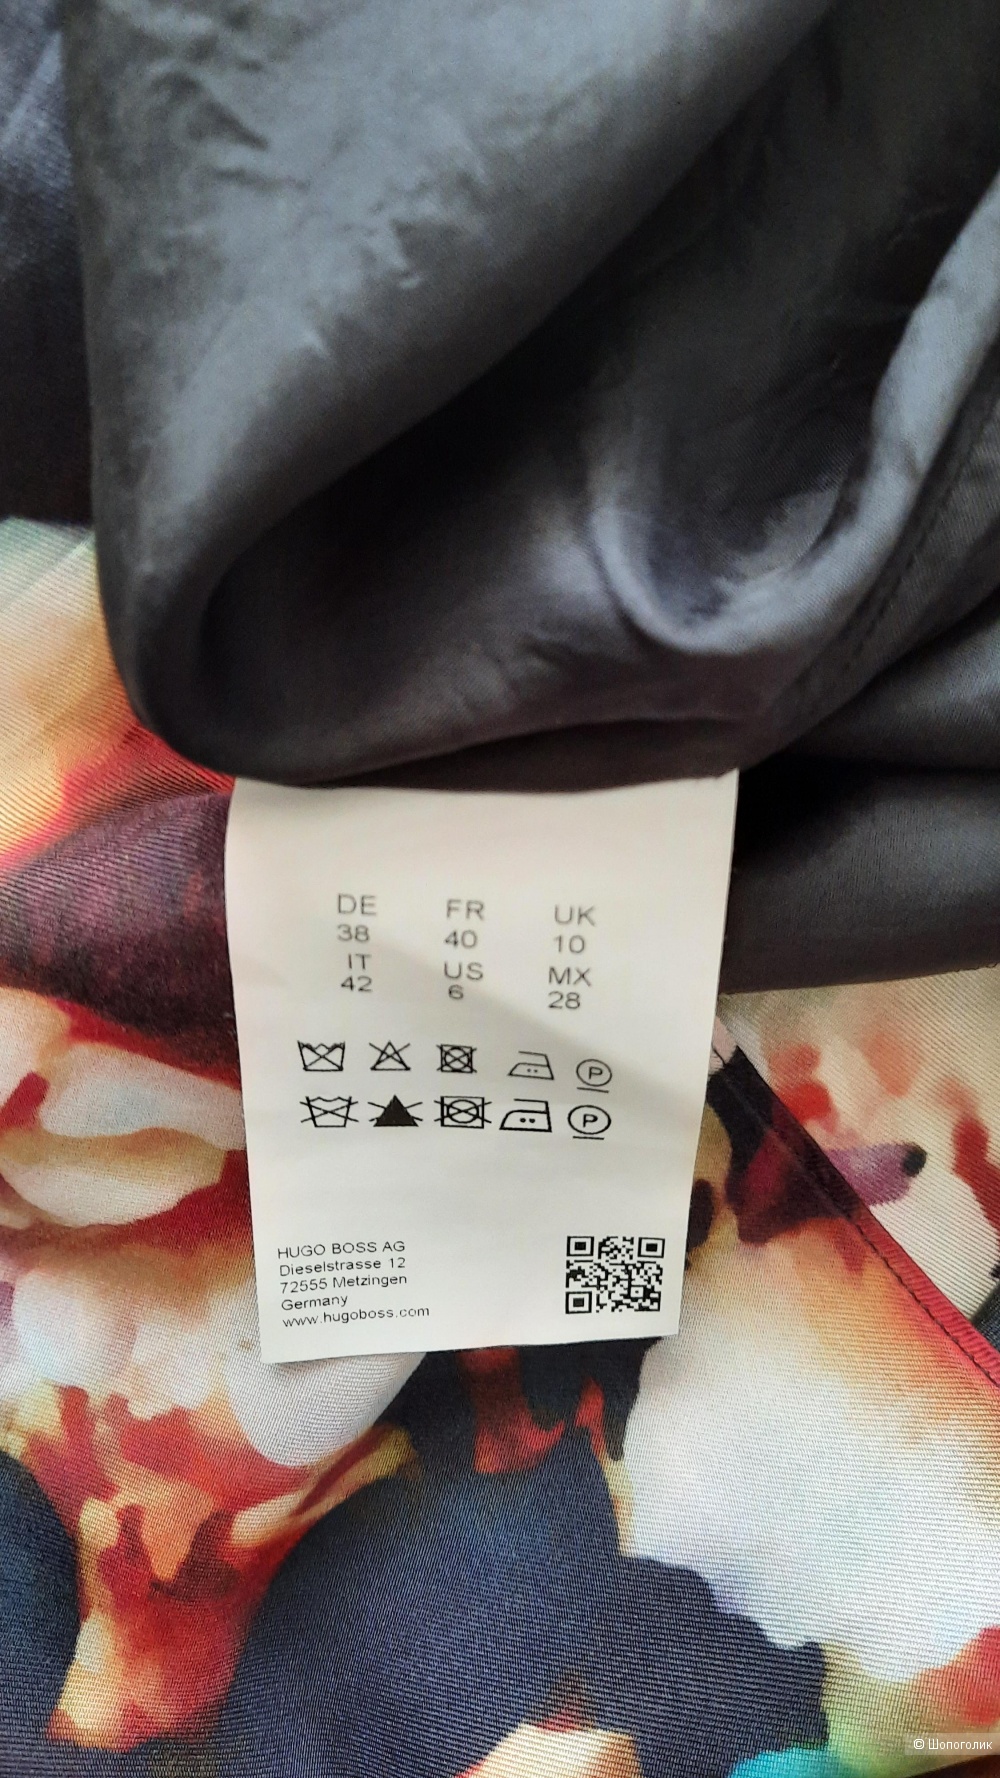 DE FR UK
38 40 10
IT US MX
42 6 28
P
P
HUGO BOSS AG
Dieselstrasse 12
72555 Metzingen
Germany
www.hugoboss.com
© Шопоголик